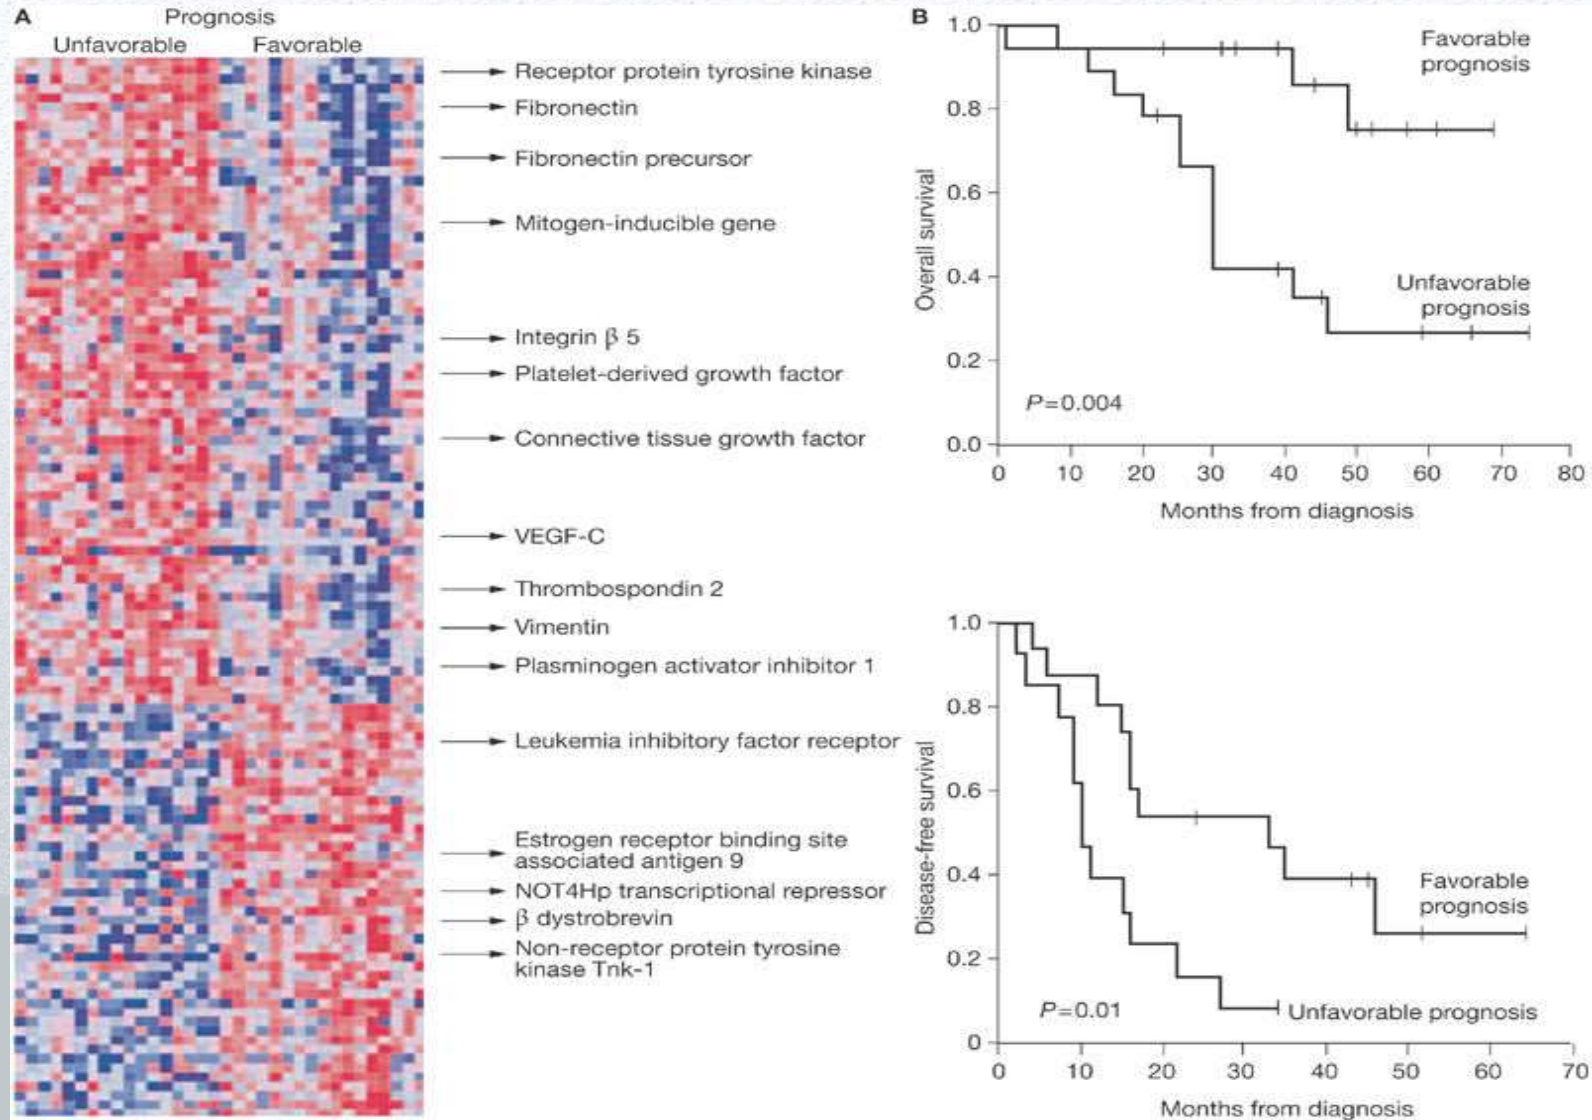 A
Prognosis
Unfavorable Favorable
Receptor protein tyrosine kinase
Fibronectin
Fibronectin precursor
Mitogen-inducible gene
Integrin β 5
Platelet-derived growth factor
Connective tissue growth factor
VEGF-C
Thrombospondin 2
Vimentin
Plasminogen activator inhibitor 1
Leukemia inhibitory factor receptor
Estrogen receptor binding site
associated antigen 9
NOT4Hp transcriptional repressor
β dystrobrevin
Non-receptor protein tyrosine
kinase Tnk-1
B
Overall survival
1.0
0.8
0.6
0.4
0.2
0.0
Favorable
prognosis
Unfavorable
prognosis
P=0.004
0 10 20 30 40 50 60 70 80
Months from diagnosis
Disease-free survival
1.0
0.8
0.6
0.4
0.2
0
Favorable
prognosis
Unfavorable prognosis
P=0.01
0 10 20 30 40 50 60 70
Months from diagnosis